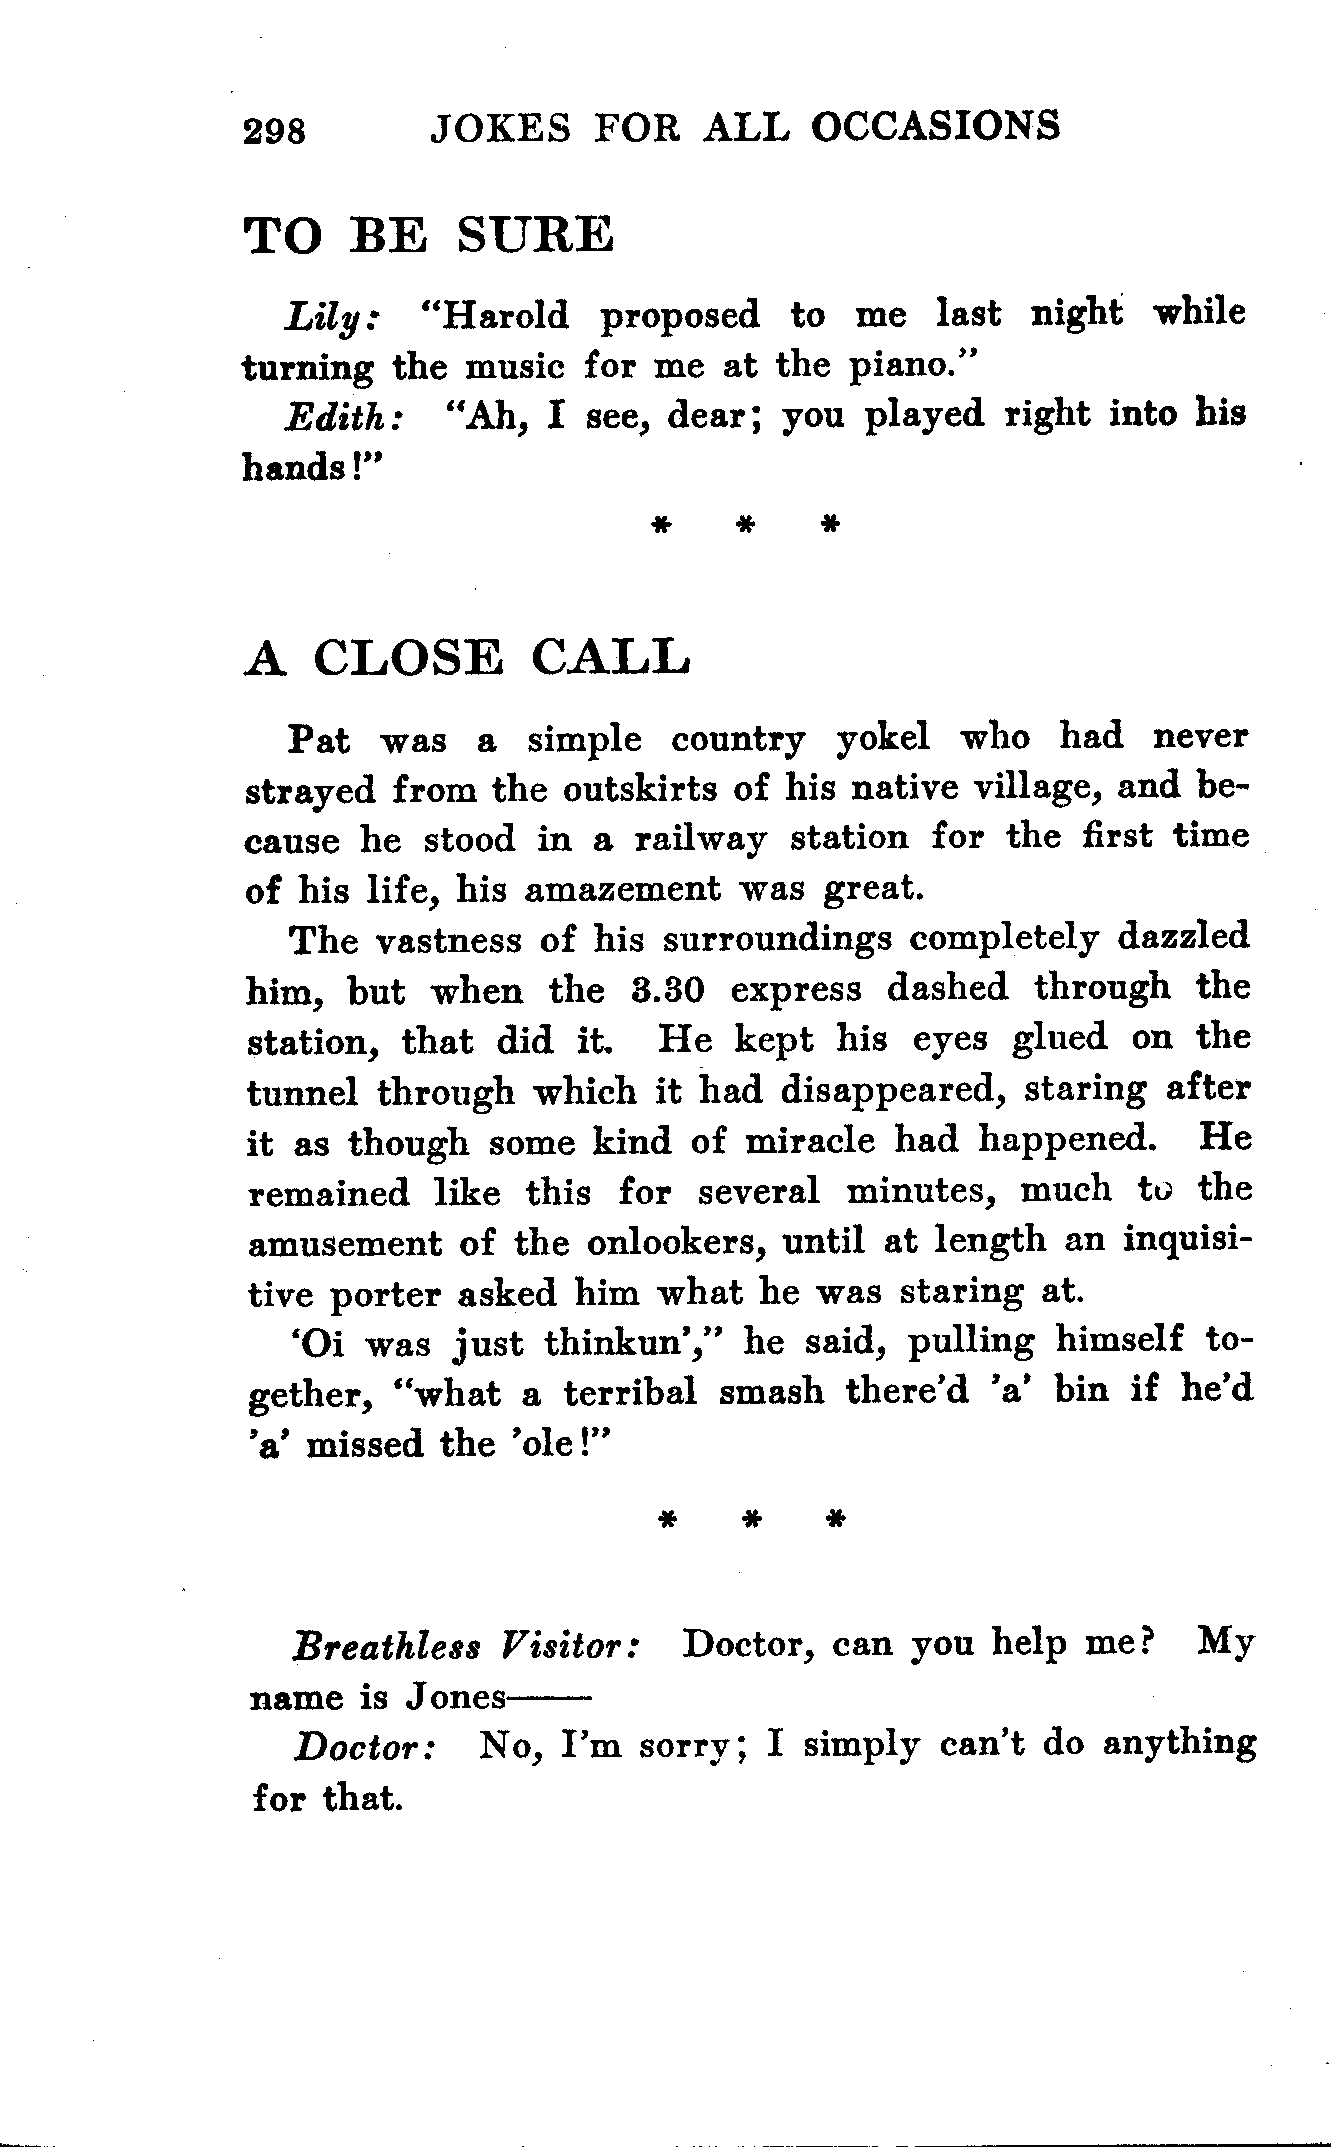 298 JOKES FOR ALL OCCASIONS
TO BE SURE
Lily: “Harold proposed to me last night while
turning the music for me at the piano.”
Edith: “Ah, I see, dear; you played right into his
hands!”
* * *
A CLOSE CALL
Pat was a simple country yokel who had never
strayed from the outskirts of his native village, and be-
cause he stood in a railway station for the first time
of his life, his amazement was great.
The vastness of his surroundings completely dazzled
him, but when the 3.30 express dashed through the
station, that did it. He kept his eyes glued on the
tunnel through which it had disappeared, staring after
it as though some kind of miracle had happened. He
remained like this for several minutes, much to the
amusement of the onlookers, until at length an inquisi-
tive porter asked him what he was staring at.
‘Oi was just thinkun’,” he said, pulling himself to-
gether, “what a terribal smash there’d ’a’ bin if he’d
’a’ missed the ’ole!”
* * *
Breathless Visitor: Doctor, can you help me? My
name is Jones——
Doctor: No, I’m sorry; I simply can’t do anything
for that.